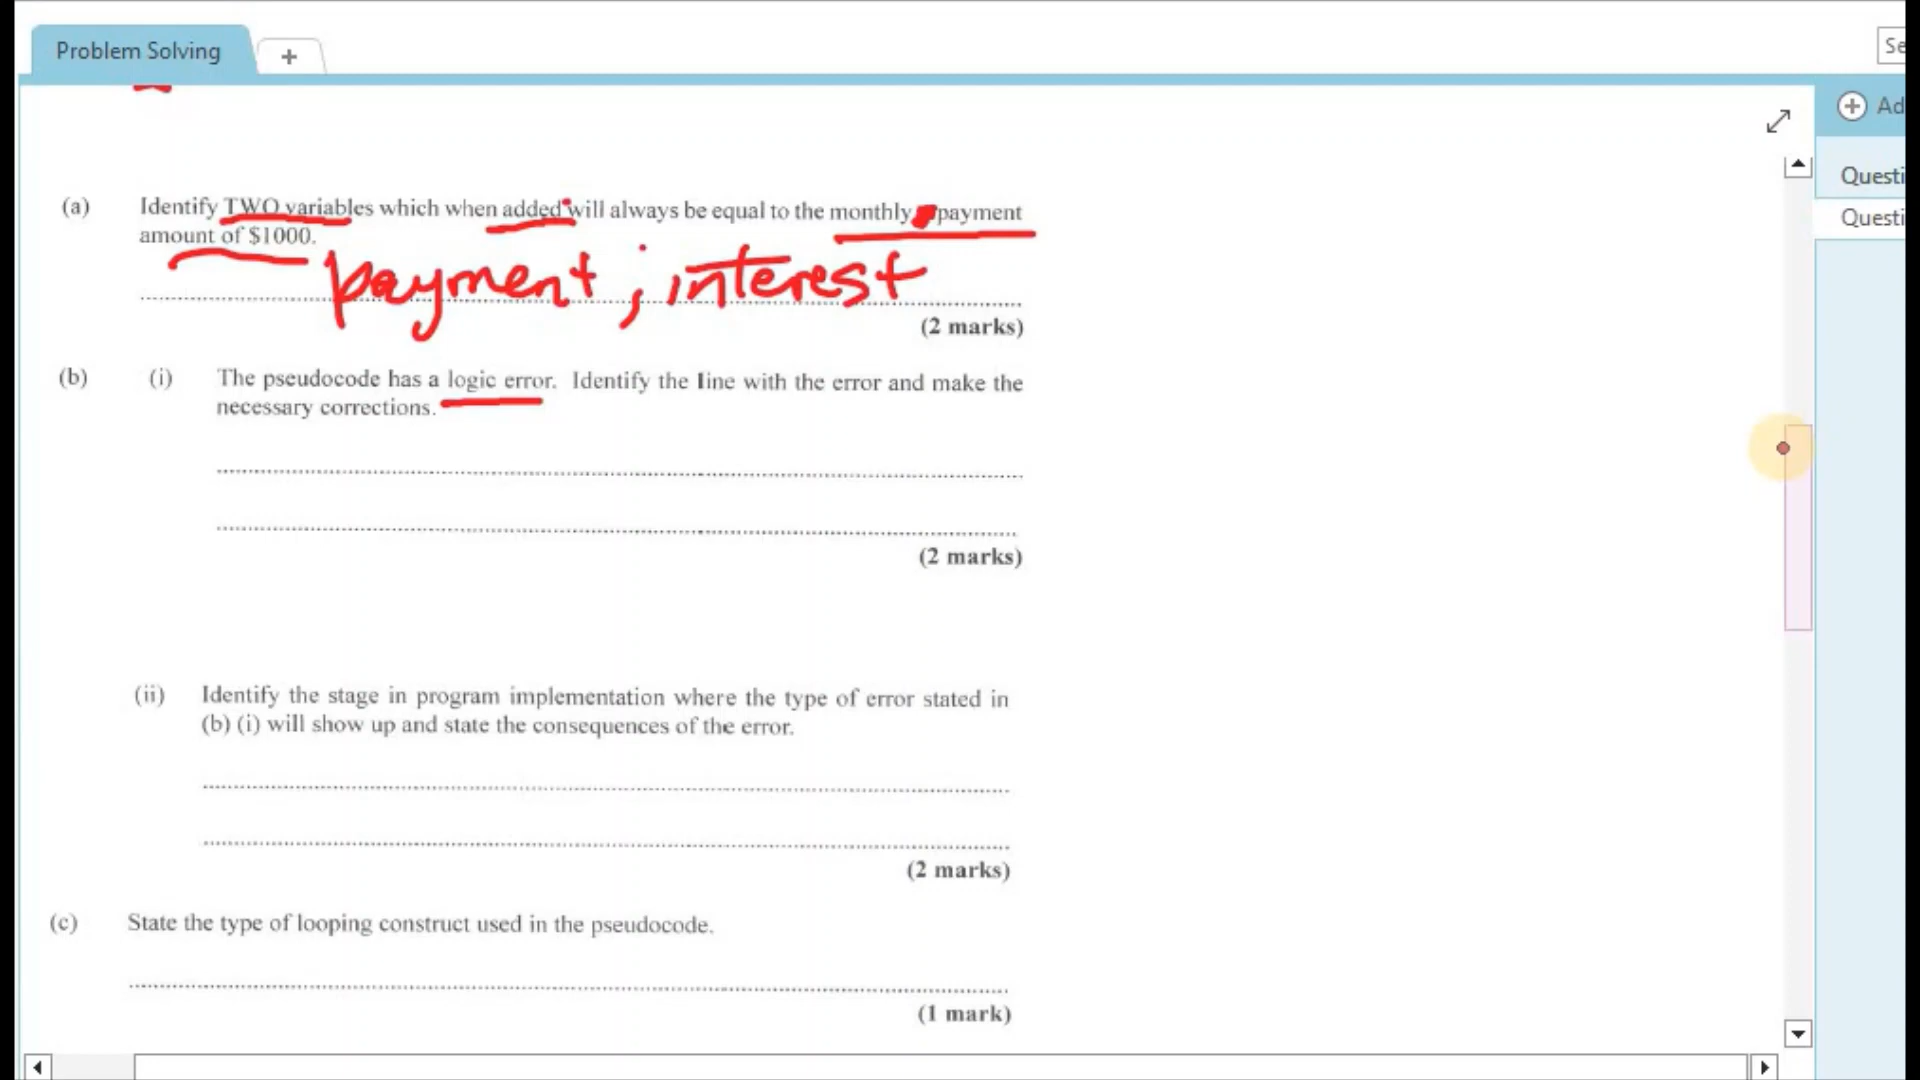 Problem Solving
+
Se
Ad
Questi
Questi
(a) Identify TWO variables which when added will always be equal to the monthly payment
amount of $1000.
payment ; interest
(2 marks)
(b) (i) The pseudocode has a logic error. Identify the line with the error and make the
necessary corrections.
(2 marks)
(ii) Identify the stage in program implementation where the type of error stated in
(b) (i) will show up and state the consequences of the error.
(2 marks)
(c) State the type of looping construct used in the pseudocode.
(1 mark)